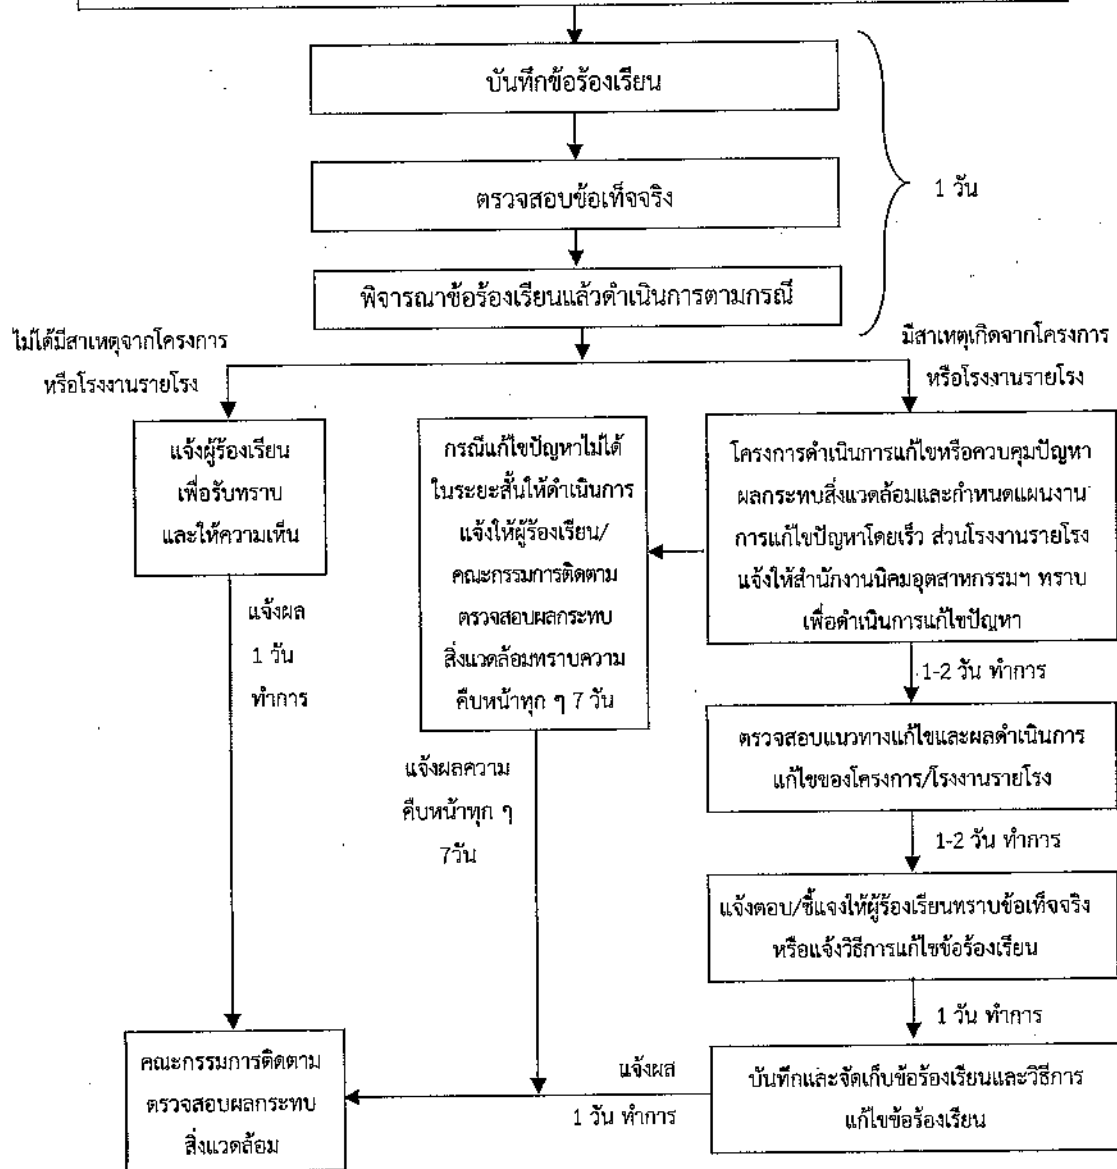 บันทึกข้อร้องเรียน
ตรวจสอบข้อเท็จจริง
1 วัน
พิจารณาข้อร้องเรียนแล้วดำเนินการตามกรณี
ไม่ได้มีสาเหตุจากโครงการ
หรือโรงงานรายโรง
มีสาเหตุเกิดจากโครงการ
หรือโรงงานรายโรง
แจ้งผู้ร้องเรียน
เพื่อรับทราบ
และให้ความเห็น
แจ้งผล
1 วัน
ทำการ
กรณีแก้ไขปัญหาไม่ได้
ในระยะสั้นให้ดำเนินการ
แจ้งให้ผู้ร้องเรียน/
คณะกรรมการติดตาม
ตรวจสอบผลกระทบ
สิ่งแวดล้อมทราบความ
คืบหน้าทุก ๆ 7 วัน
แจ้งผลความ
คืบหน้าทุก ๆ
7วัน
โครงการดำเนินการแก้ไขหรือควบคุมปัญหา
ผลกระทบสิ่งแวดล้อมและกำหนดแผนงาน
การแก้ไขปัญหาโดยเร็ว ส่วนโรงงานรายโรง
แจ้งให้สำนักงานนิคมอุตสาหกรรมฯ ทราบ
เพื่อดำเนินการแก้ไขปัญหา
1-2 วัน ทำการ
ตรวจสอบแนวทางแก้ไขและผลดำเนินการ
แก้ไขของโครงการ/โรงงานรายโรง
1-2 วัน ทำการ
แจ้งตอบ/ชี้แจงให้ผู้ร้องเรียนทราบข้อเท็จจริง
หรือแจ้งวิธีการแก้ไขข้อร้องเรียน
1 วัน ทำการ
บันทึกและจัดเก็บข้อร้องเรียนและวิธีการ
แก้ไขข้อร้องเรียน
แจ้งผล
1 วัน ทำการ
คณะกรรมการติดตาม
ตรวจสอบผลกระทบ
สิ่งแวดล้อม